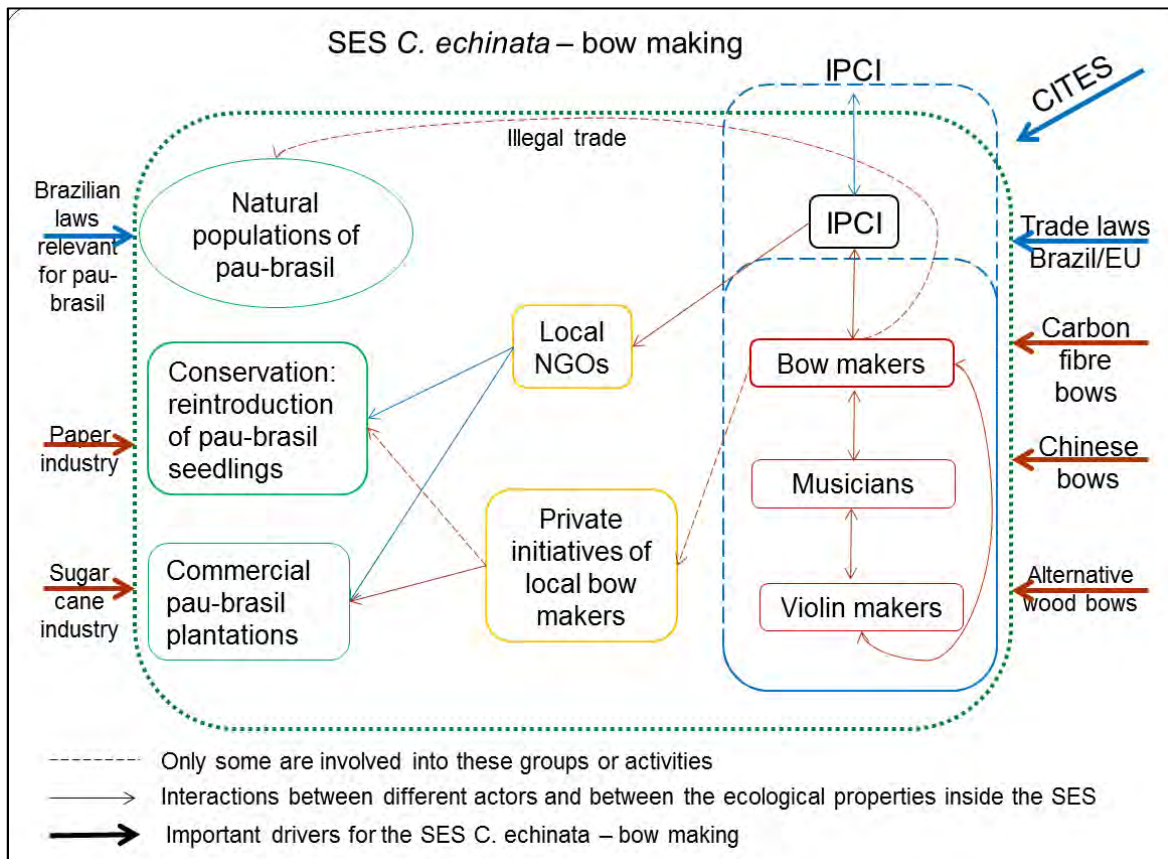 SES C. echinata – bow making
IPCI
CITES
Illegal trade
Brazilian
laws
relevant
for pau-
brasil
Natural
populations of
pau-brasil
IPCI
Trade laws
Brazil/EU
Local
NGOs
Carbon
fibre
bows
Bow makers
Conservation:
reintroduction
of pau-brasil
seedlings
Paper
industry
Chinese
bows
Musicians
Private
initiatives of
local bow
makers
Sugar
cane
industry
Commercial
pau-brasil
plantations
Violin makers
Alternative
wood bows
Only some are involved into these groups or activities
Interactions between different actors and between the ecological properties inside the SES
Important drivers for the SES C. echinata – bow making